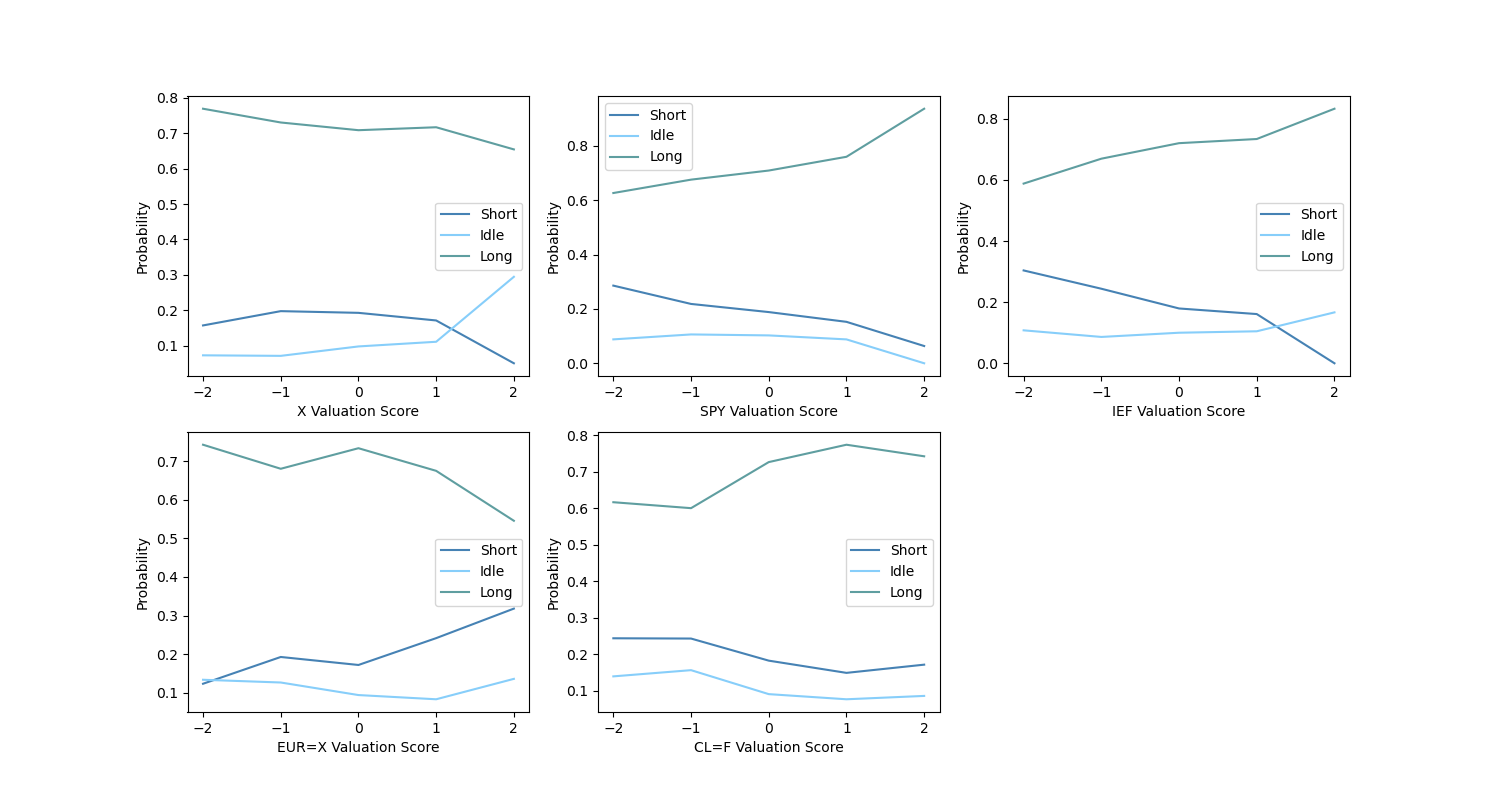 0.8
0.7
0.6
0.5
0.4
0.3
0.2
0.1
Probability
Short
Idle
Long
−2 −1 0 1 2
X Valuation Score
0.8
0.6
0.4
0.2
0.0
Probability
Short
Idle
Long
−2 −1 0 1 2
SPY Valuation Score
0.8
0.6
0.4
0.2
0.0
Probability
Short
Idle
Long
−2 −1 0 1 2
IEF Valuation Score
0.7
0.6
0.5
0.4
0.3
0.2
0.1
Probability
Short
Idle
Long
−2 −1 0 1 2
EUR=X Valuation Score
0.8
0.7
0.6
0.5
0.4
0.3
0.2
0.1
Probability
Short
Idle
Long
−2 −1 0 1 2
CL=F Valuation Score